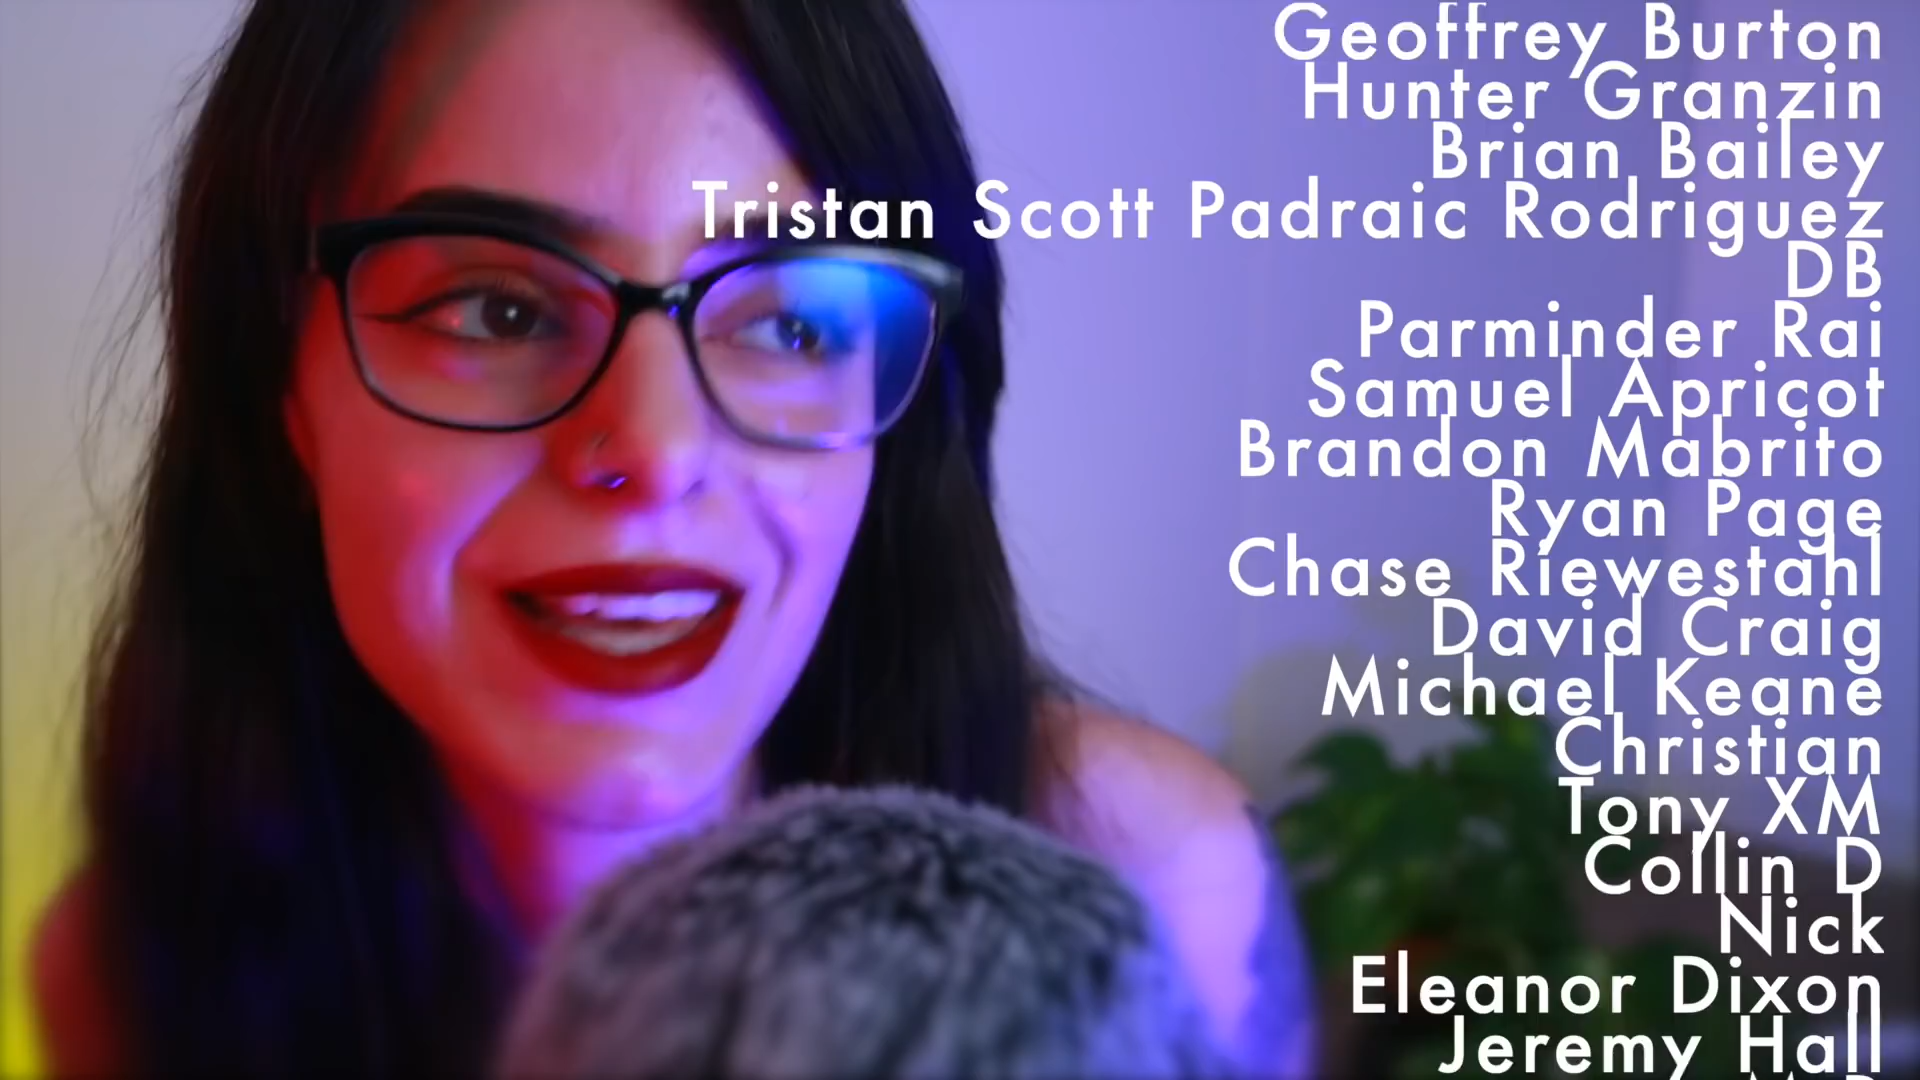 Geoffrey Burton
Hunter Granzin
Brian Bailey
Tristan Scott Padraic Rodriguez
DB
Parminder Rai
Samuel Apricot
Brandon Mabrito
Ryan Page
Chase Riewestahl
David Craig
Michael Keane
Christian
Tony XM
Collin D
Nick
Eleanor Dixon
Jeremy Hall